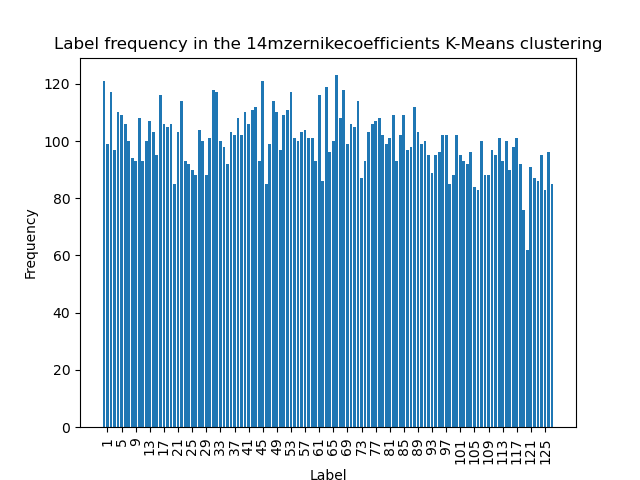 Label frequency in the 14mzernikecoefficients K-Means clustering
120
100
80
60
40
20
0
Frequency
1 5 9 13 17 21 25 29 33 37 41 45 49 53 57 61 65 69 73 77 81 85 89 93 97 101 105 109 113 117 121 125
Label